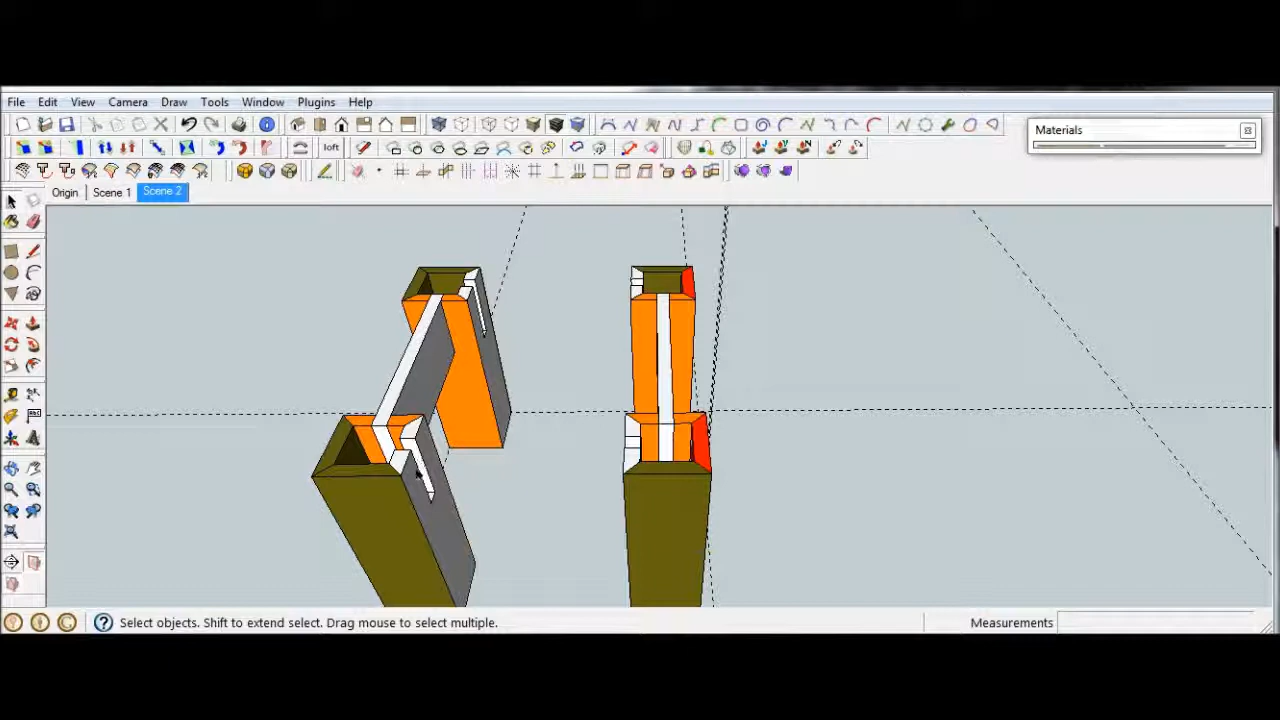 File Edit View Camera Draw Tools Window Plugins Help
Materials
loft
Origin Scene 1 Scene 2
Select objects. Shift to extend select. Drag mouse to select multiple.
Measurements